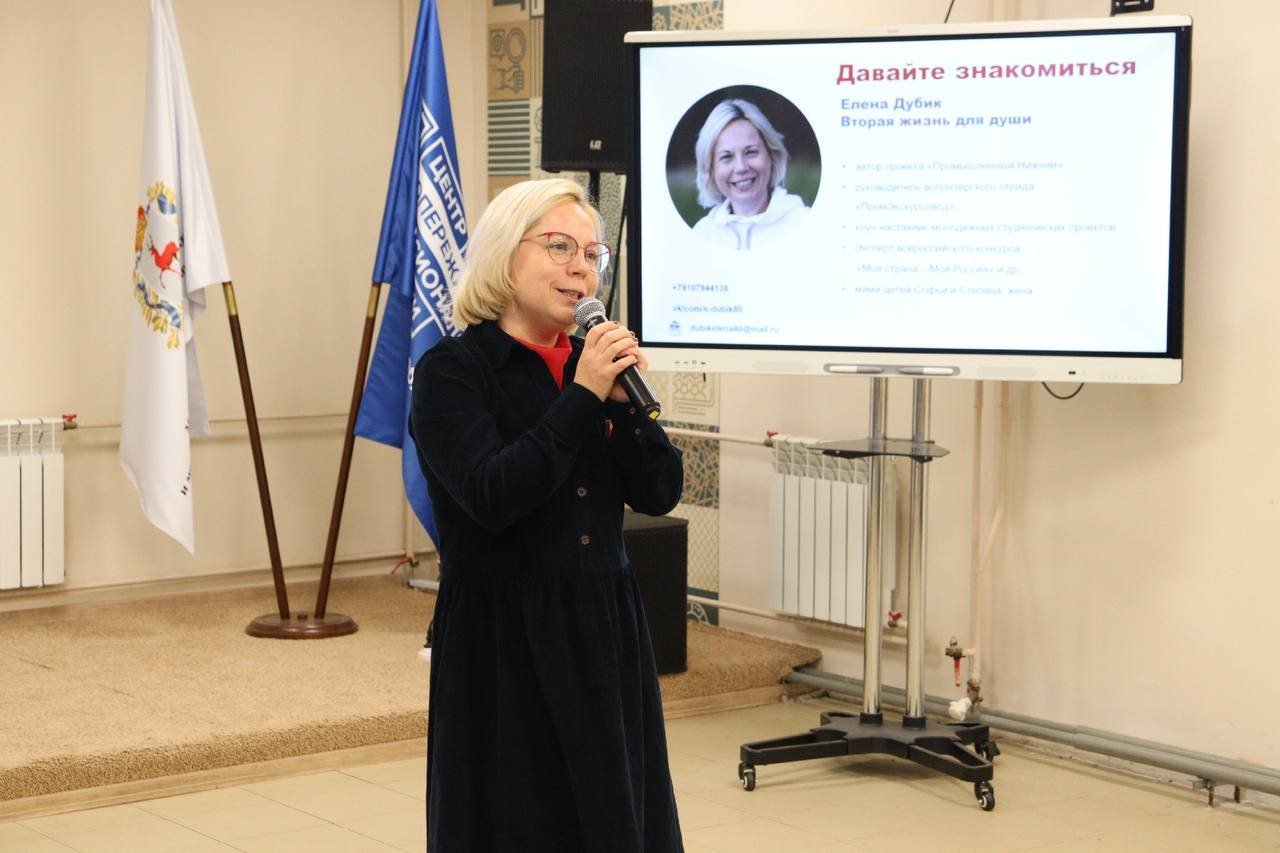 Давайте знакомиться
Елена Дубик
Вторая жизнь для души
• автор проекта «Промышленный Нижний»
• руководитель волонтерского отряда
«ПромЭкскурсовод»
• коуч-наставник молодежных/студенческих проектов
• Эксперт всероссийского конкурса
«Моя страна – Моя Россия» и др.
• мама детей Софьи и Степана, жена
+79107944138
vk/com/e.dubik80
dubikelena80@mail.ru
ЦЕНТР
ОПЕРЕЖА